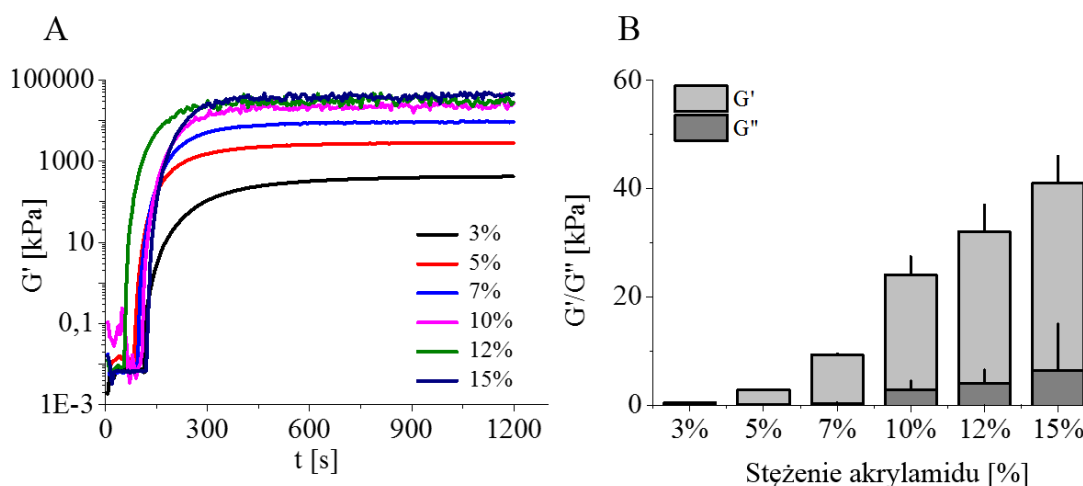 A
G' [kPa]
100000
1000
10
0,1
1E-3
0 300 600 900 1200
t [s]
3%
5%
7%
10%
12%
15%
B
G'/G" [kPa]
60
40
20
0
G'
G"
3% 5% 7% 10% 12% 15%
Stężenie akrylamidu [%]